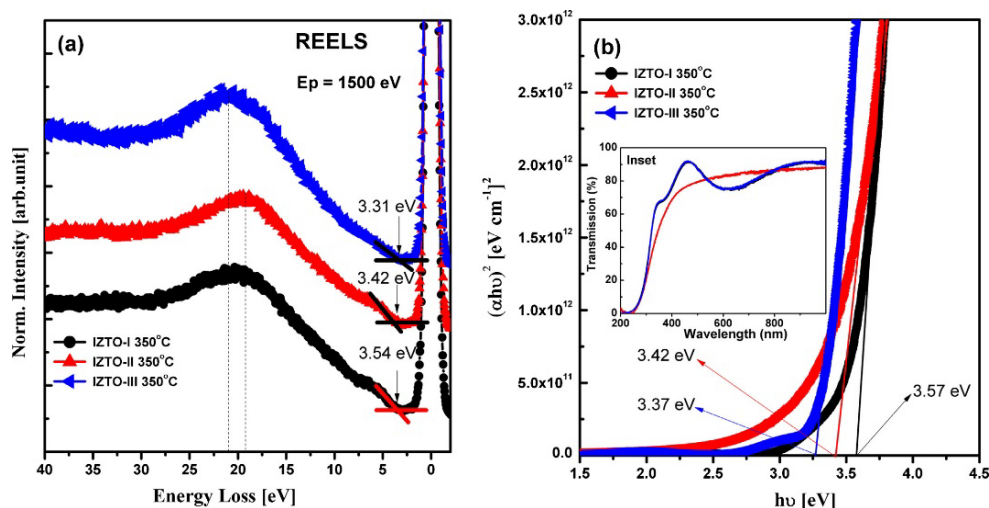 (a)
REELS
Ep = 1500 eV
3.31 eV
3.42 eV
3.54 eV
IZTO-I 350°C
IZTO-II 350°C
IZTO-III 350°C
Norm. Intensity [arb.unit]
40 35 30 25 20 15 10 5 0
Energy Loss [eV]
(b)
IZTO-I 350°C
IZTO-II 350°C
IZTO-III 350°C
3.0x10¹²
2.5x10¹²
2.0x10¹²
1.5x10¹²
1.0x10¹²
5.0x10¹¹
0.0
(αhυ)² [eV cm⁻¹]²
Inset
100
80
60
40
20
0
Transmission (%)
200 400 600 800
Wavelength (nm)
3.42 eV
3.37 eV
3.57 eV
1.5 2.0 2.5 3.0 3.5 4.0 4.5
hυ [eV]